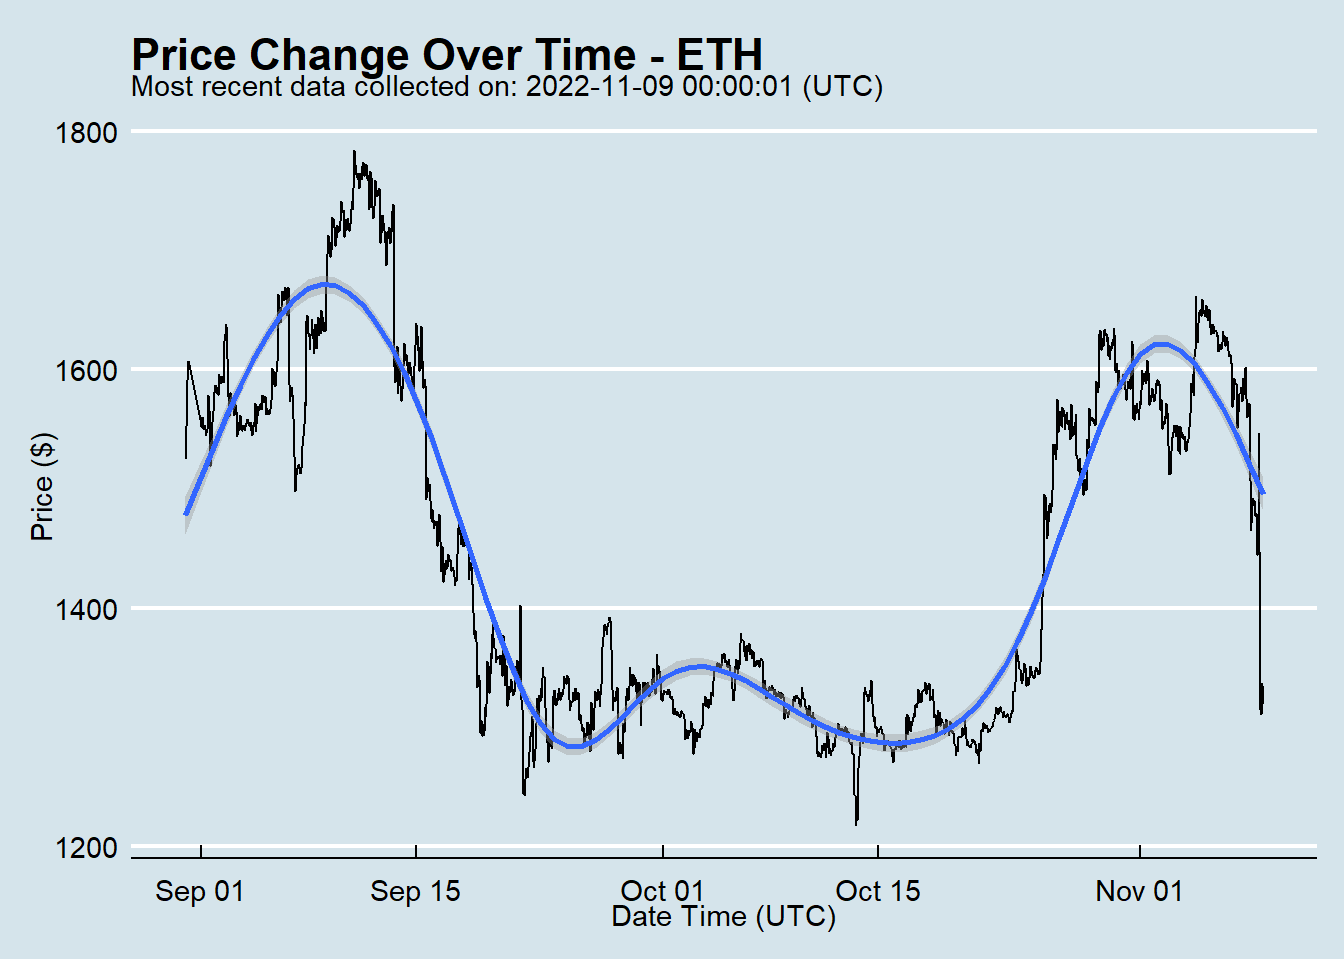 Price Change Over Time - ETH
Most recent data collected on: 2022-11-09 00:00:01 (UTC)
1800
1600
1400
1200
Price ($)
Sep 01 Sep 15 Oct 01 Oct 15 Nov 01
Date Time (UTC)